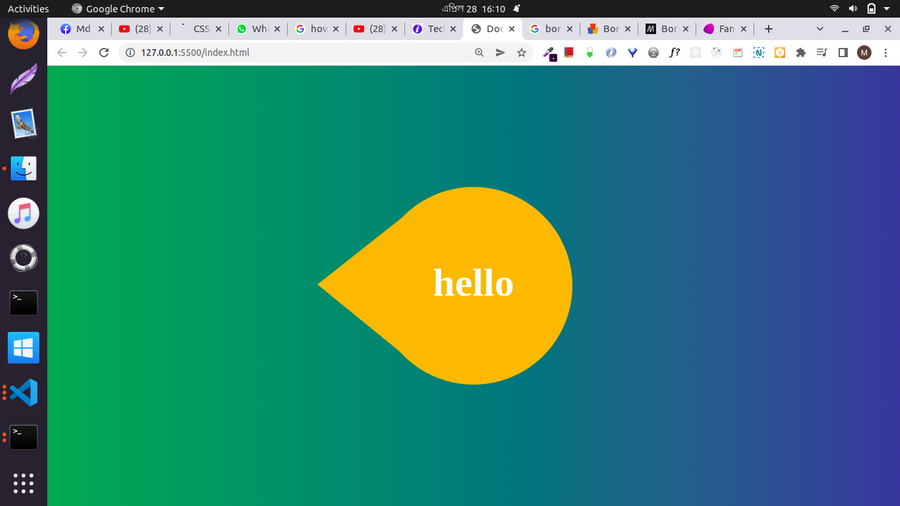 Activities Google Chrome এপ্রিল 28 16:10
Md (28) CSS Wh how (28) Tech Doc bor Bor Bor Fan
127.0.0.1:5500/index.html f? M
hello